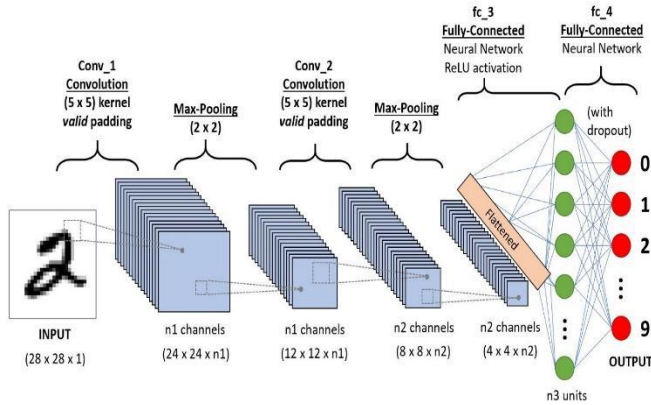 fc_3
Fully-Connected
Neural Network
ReLU activation
fc_4
Fully-Connected
Neural Network
Conv_1
Convolution
(5 x 5) kernel
valid padding
Max-Pooling
(2 x 2)
Conv_2
Convolution
(5 x 5) kernel
valid padding
Max-Pooling
(2 x 2)
(with
dropout)
Flattened
0
1
2
9
INPUT
(28 x 28 x 1)
n1 channels
(24 x 24 x n1)
n1 channels
(12 x 12 x n1)
n2 channels
(8 x 8 x n2)
n2 channels
(4 x 4 x n2)
n3 units
OUTPUT
2